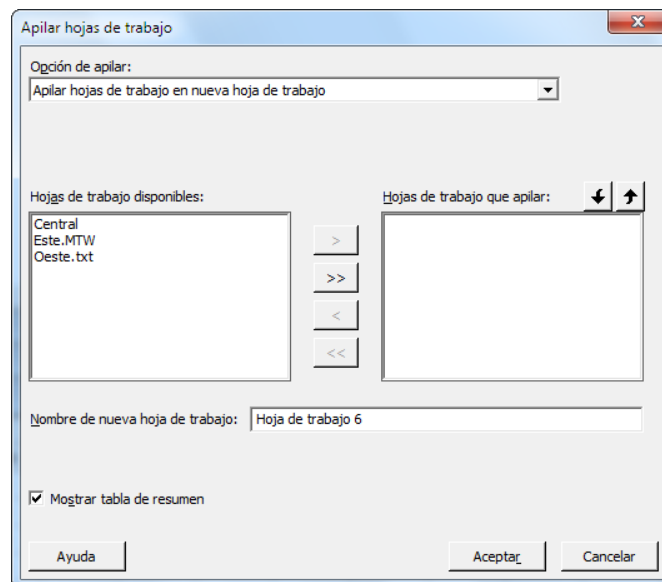 Apilar hojas de trabajo
Opción de apilar:
Apilar hojas de trabajo en nueva hoja de trabajo
Hojas de trabajo disponibles:
Hojas de trabajo que apilar:
Central
Este.MTW
Oeste.txt
>
>>
<
<<
Nombre de nueva hoja de trabajo: Hoja de trabajo 6
Mostrar tabla de resumen
Ayuda
Aceptar
Cancelar